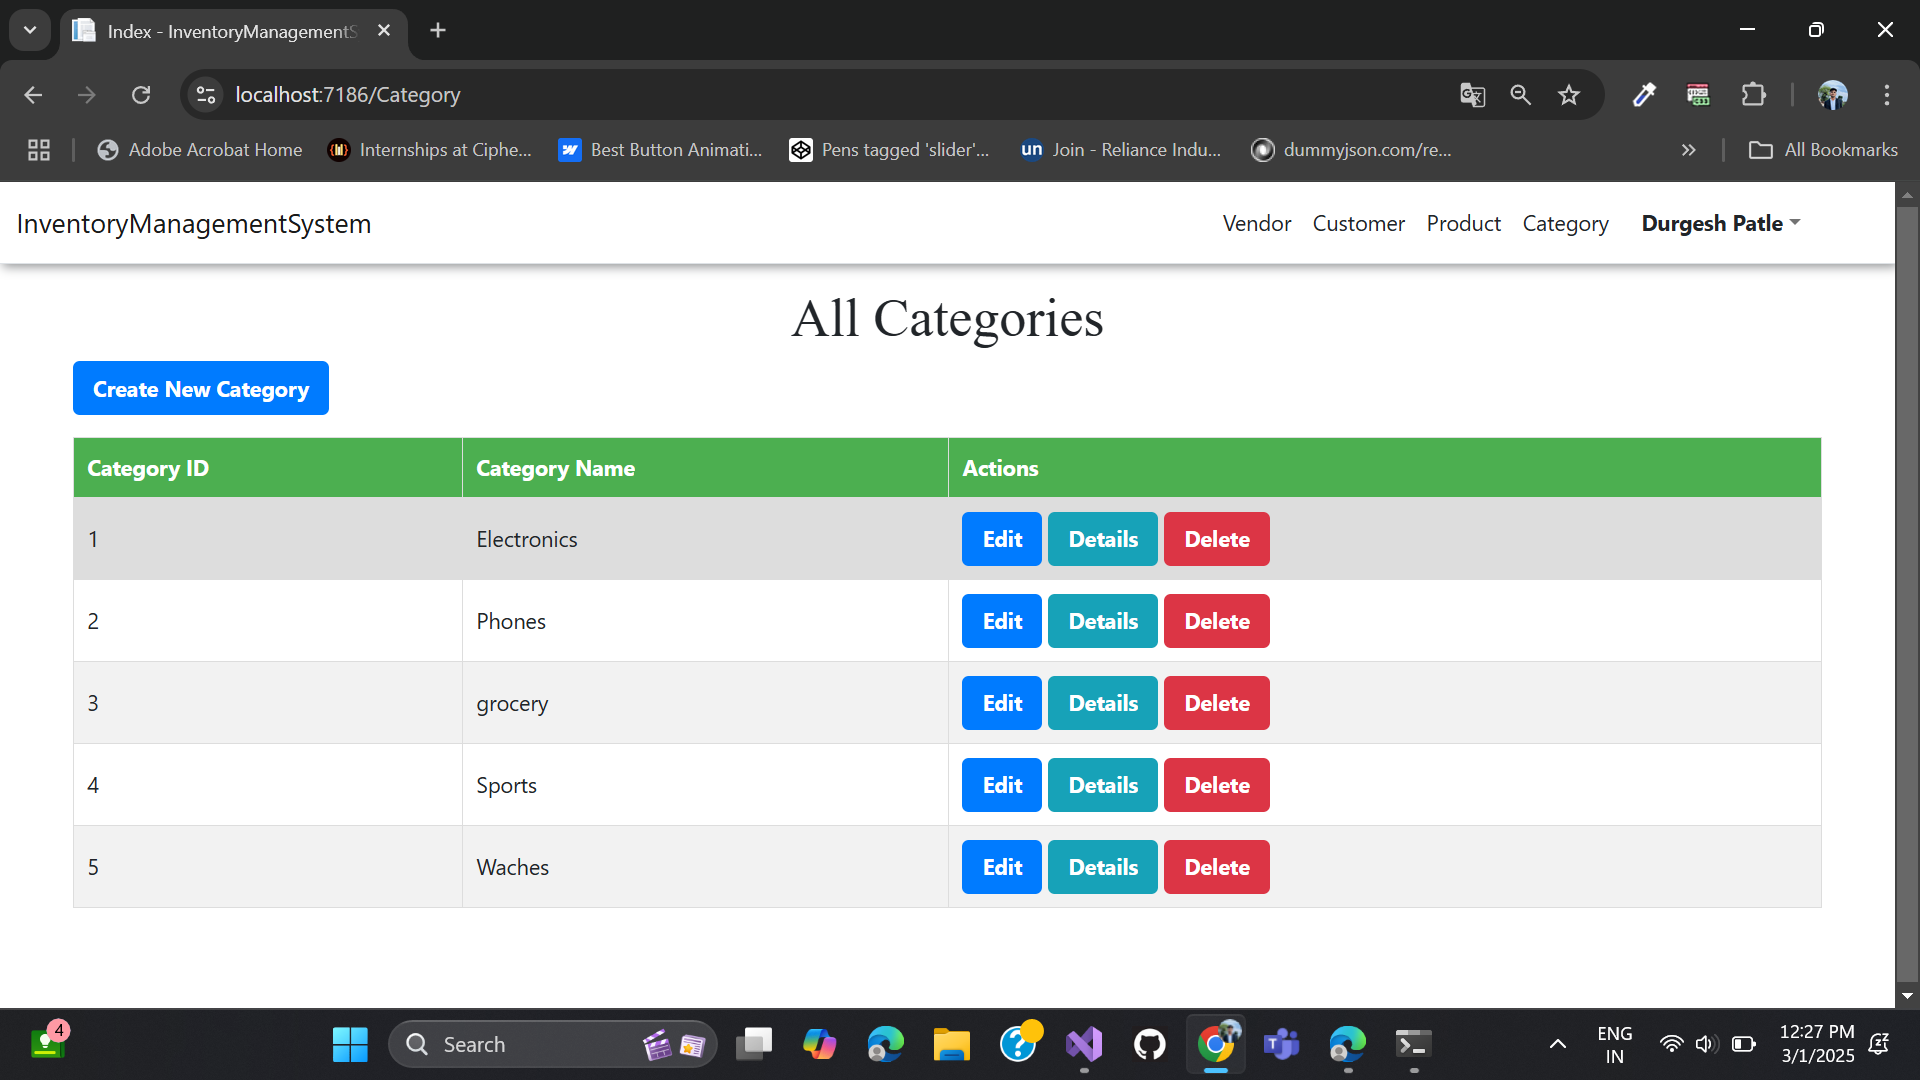 Index - InventoryManagementS
localhost:7186/Category
Adobe Acrobat Home
Internships at Ciphe...
Best Button Animati...
Pens tagged 'slider'...
un Join - Reliance Indu...
dummyjson.com/re...
All Bookmarks
InventoryManagementSystem
Vendor Customer Product Category Durgesh Patle
All Categories
Create New Category
Category ID Category Name Actions
1 Electronics Edit Details Delete
2 Phones Edit Details Delete
3 grocery Edit Details Delete
4 Sports Edit Details Delete
5 Waches Edit Details Delete
4
Search
ENG
IN
12:27 PM
3/1/2025